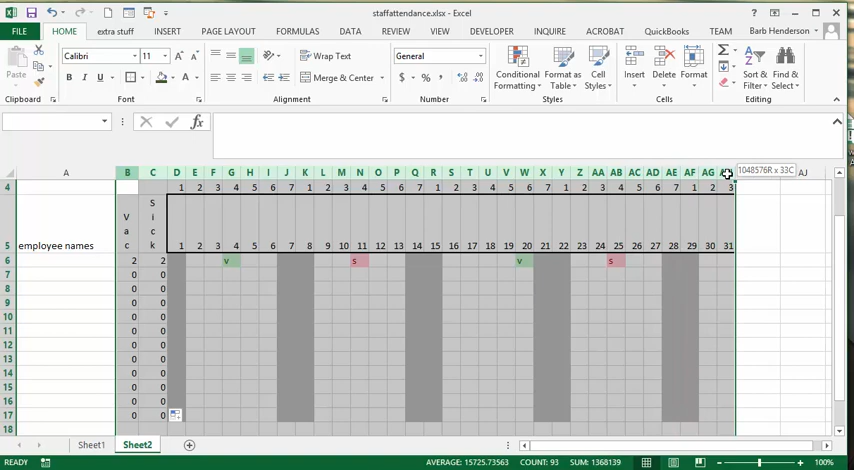 staffattendance.xlsx - Excel
FILE HOME extra stuff INSERT PAGE LAYOUT FORMULAS DATA REVIEW VIEW DEVELOPER INQUIRE ACROBAT QuickBooks TEAM Barb Henderson
Paste Calibri 11 Wrap Text General Conditional Formatting Format as Table Cell Styles Insert Delete Format Sort & Filter Find & Select
B I U Merge & Center $ % ,
Clipboard Font Alignment Number Styles Cells Editing
fx
1048576R x 33C
A B C D E F G H I J K L M N O P Q R S T U V W X Y Z AA AB AC AD AE AF AG AJ
4 1 2 3 4 5 6 7 1 2 3 4 5 6 7 1 2 3 4 5 6 7 1 2 3 4 5 6 7 1 2 3
5 employee names Vac Sick 1 2 3 4 5 6 7 8 9 10 11 12 13 14 15 16 17 18 19 20 21 22 23 24 25 26 27 28 29 30 31
6 2 2 v s v s
7 0 0
8 0 0
9 0 0
10 0 0
11 0 0
12 0 0
13 0 0
14 0 0
15 0 0
16 0 0
17 0 0
18
Sheet1 Sheet2
READY AVERAGE: 15725.73563 COUNT: 93 SUM: 1368139 100%